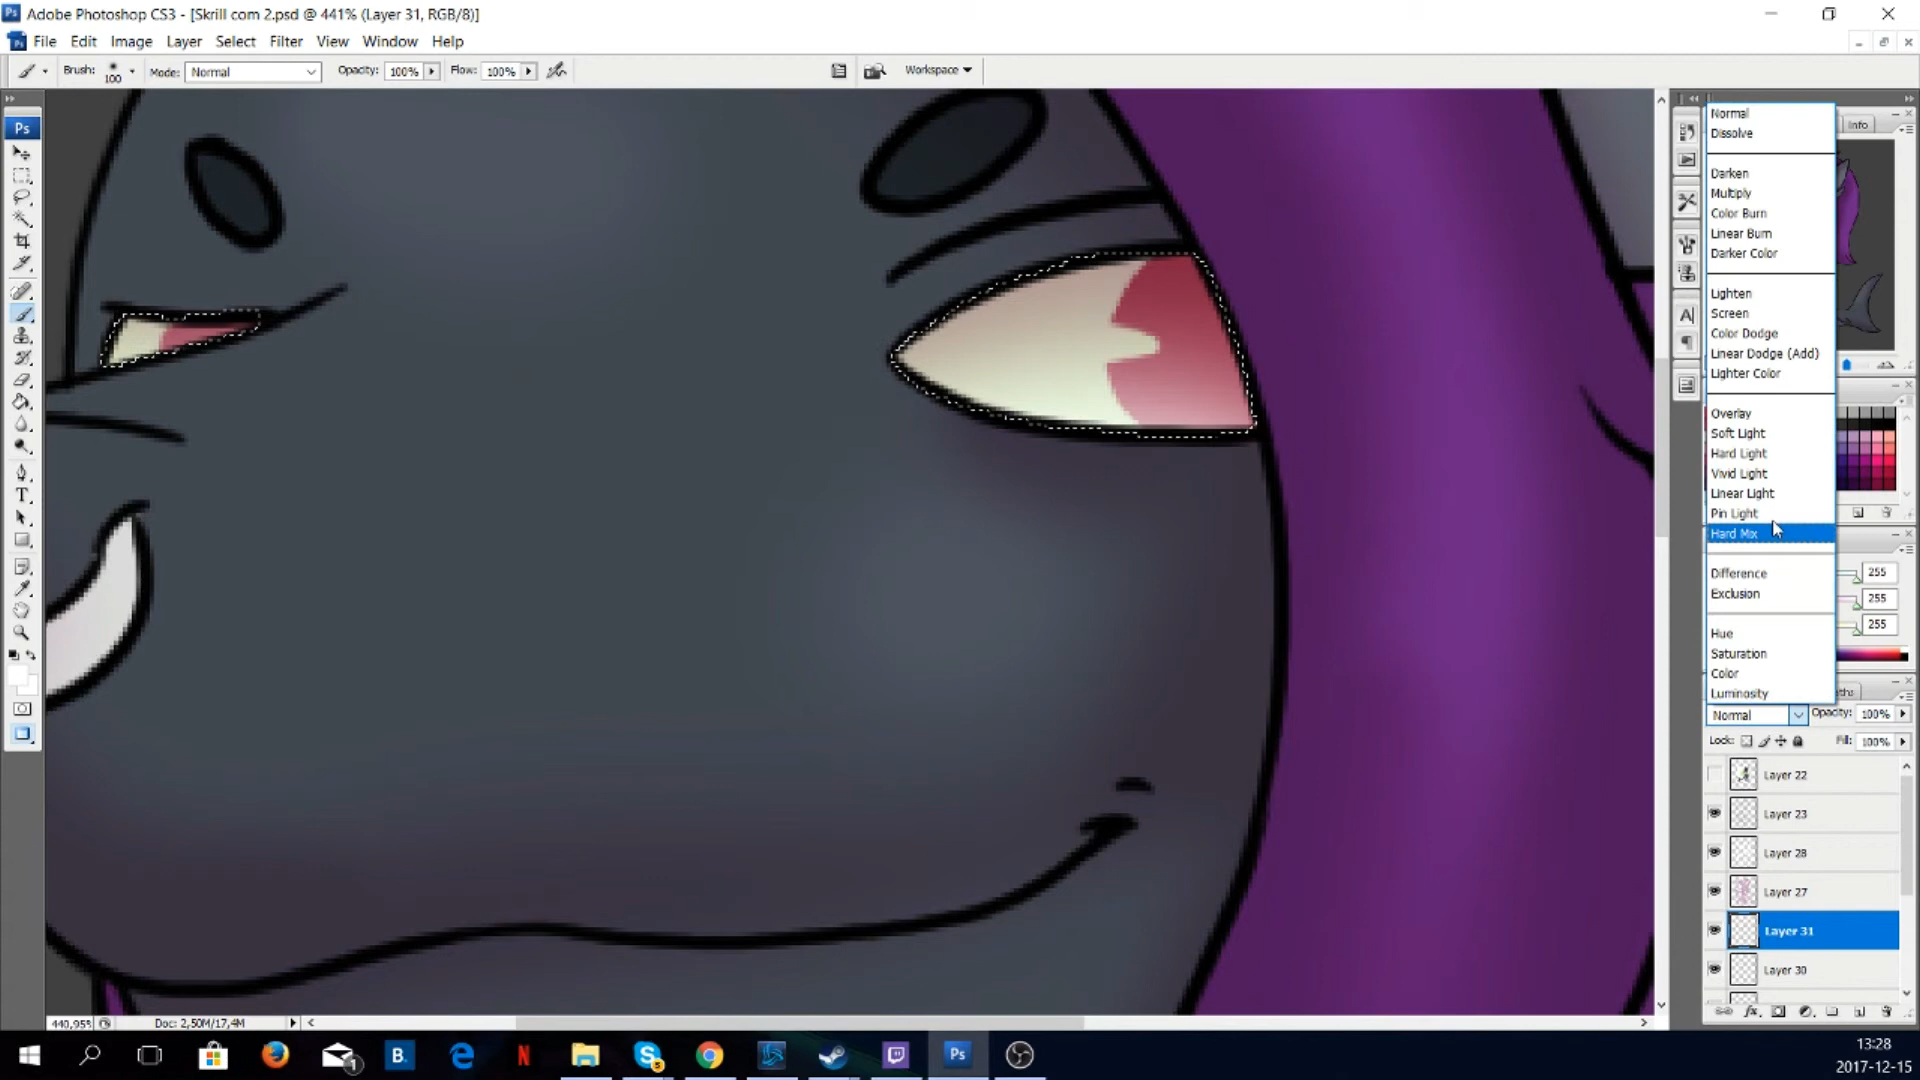 Ps Adobe Photoshop CS3 - [Skrill com 2.psd @ 441% (Layer 31, RGB/8)]
File Edit Image Layer Select Filter View Window Help
Brush: 100 Mode: Normal Opacity: 100% Flow: 100% Workspace
Ps
Info
Normal
Dissolve
Darken
Multiply
Color Burn
Linear Burn
Darker Color
Lighten
Screen
Color Dodge
Linear Dodge (Add)
Lighter Color
Overlay
Soft Light
Hard Light
Vivid Light
Linear Light
Pin Light
Hard Mix
Difference
Exclusion
Hue
Saturation
Color
Luminosity
255
255
255
Normal Opacity: 100%
Lock: Fill: 100%
Layer 22
Layer 23
Layer 28
Layer 27
Layer 31
Layer 30
440,95% Doc: 2,50M/17,4M
13:28
2017-12-15